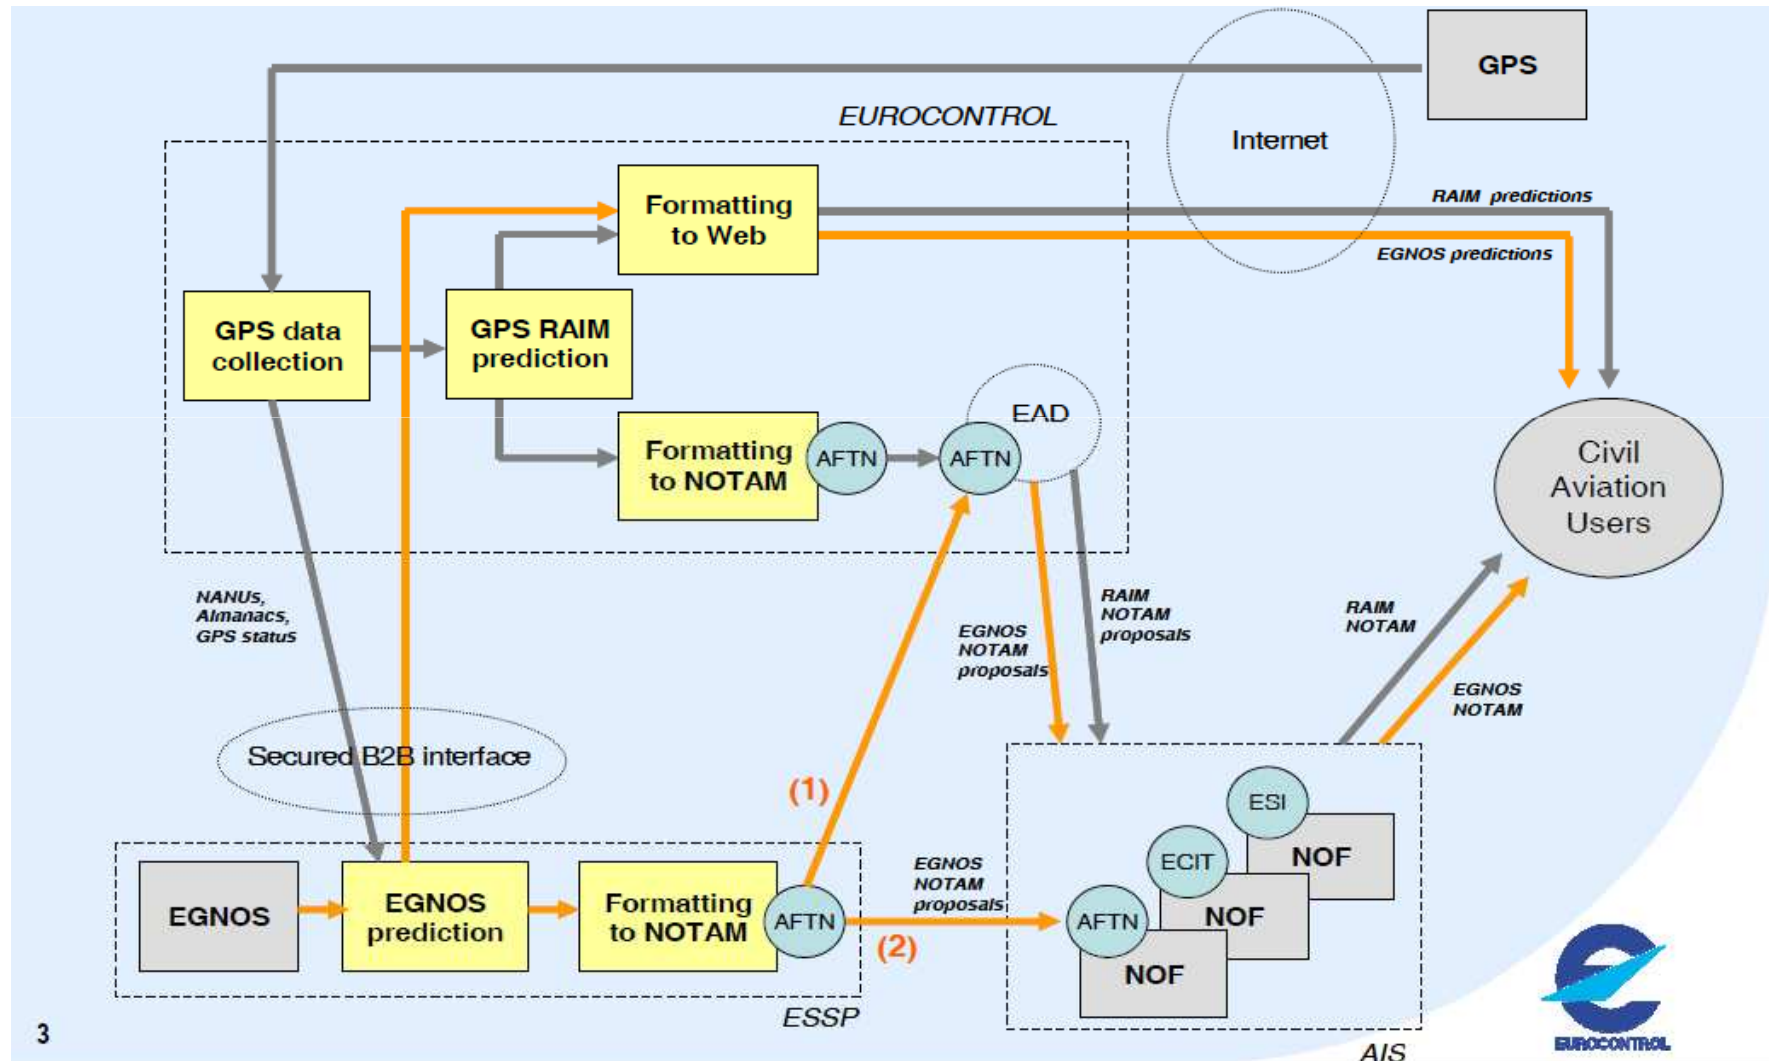 GPS
EUROCONTROL
Internet
Formatting
to Web
RAIM predictions
EGNOS predictions
GPS data
collection
GPS RAIM
prediction
EAD
Formatting
to NOTAM
AFTN
AFTN
Civil
Aviation
Users
NANUs,
Almanacs,
GPS status
RAIM
NOTAM
proposals
EGNOS
NOTAM
proposals
RAIM
NOTAM
EGNOS
NOTAM
Secured B2B interface
(1)
ESI
NOF
ECIT
NOF
EGNOS
NOTAM
proposals
EGNOS
EGNOS
prediction
Formatting
to NOTAM
AFTN
(2)
AFTN
NOF
ESSP
AIS
3
EUROCONTROL